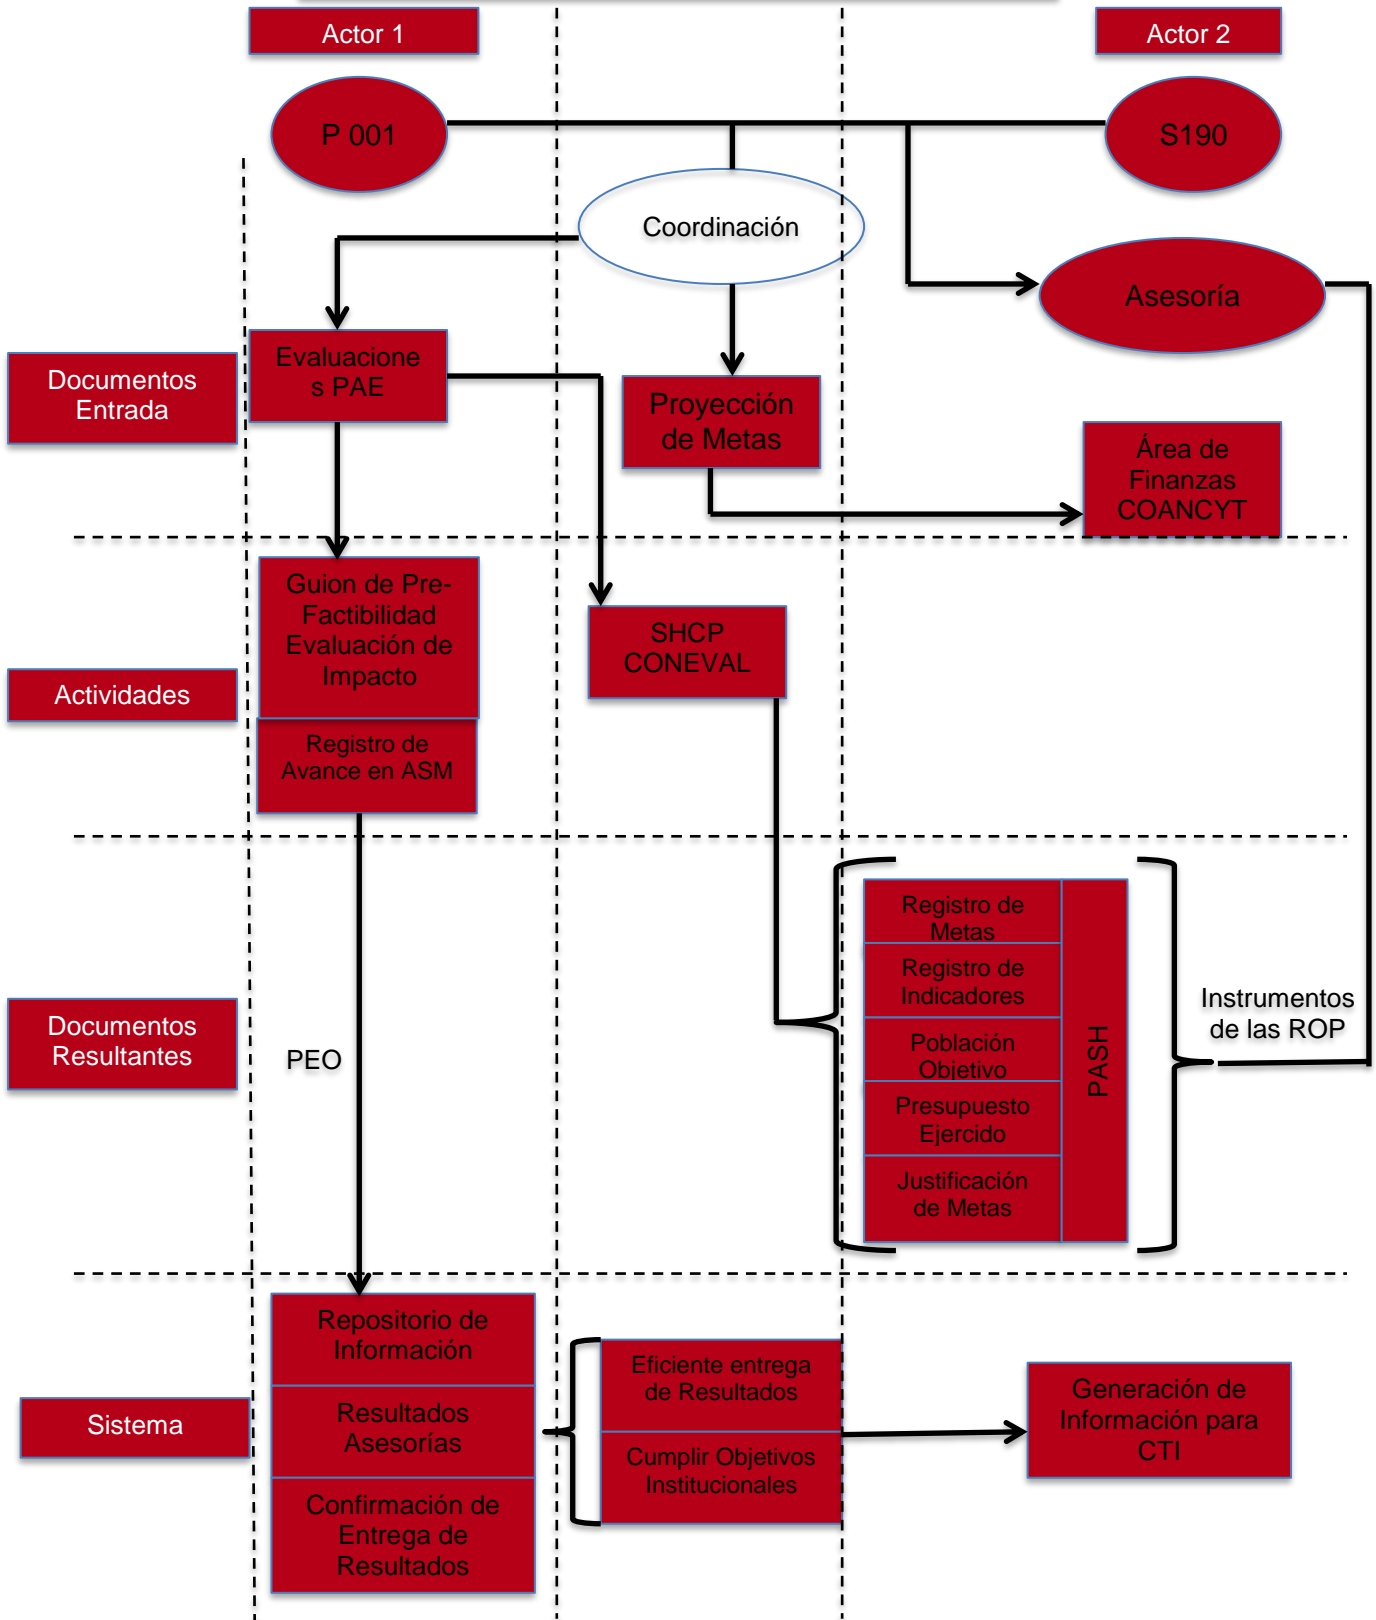 Actor 1
Actor 2
P 001
S190
Coordinación
Asesoría
Documentos
Entrada
Evaluacione
s PAE
Proyección
de Metas
Área de
Finanzas
COANCYT
Actividades
Guion de Pre-
Factibilidad
Evaluación de
Impacto
SHCP
CONEVAL
Registro de
Avance en ASM
Documentos
Resultantes
PEO
Registro de
Metas
Registro de
Indicadores
Población
Objetivo
Presupuesto
Ejercido
Justificación
de Metas
PASH
Instrumentos
de las ROP
Sistema
Repositorio de
Información
Resultados
Asesorías
Confirmación de
Entrega de
Resultados
Eficiente entrega
de Resultados
Cumplir Objetivos
Institucionales
Generación de
Información para
CTI